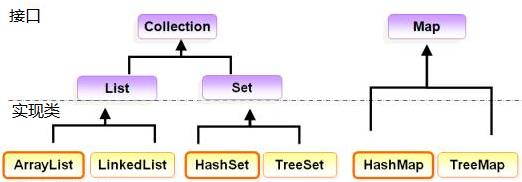 接口
Collection
Map
List
Set
实现类
ArrayList
LinkedList
HashSet
TreeSet
HashMap
TreeMap